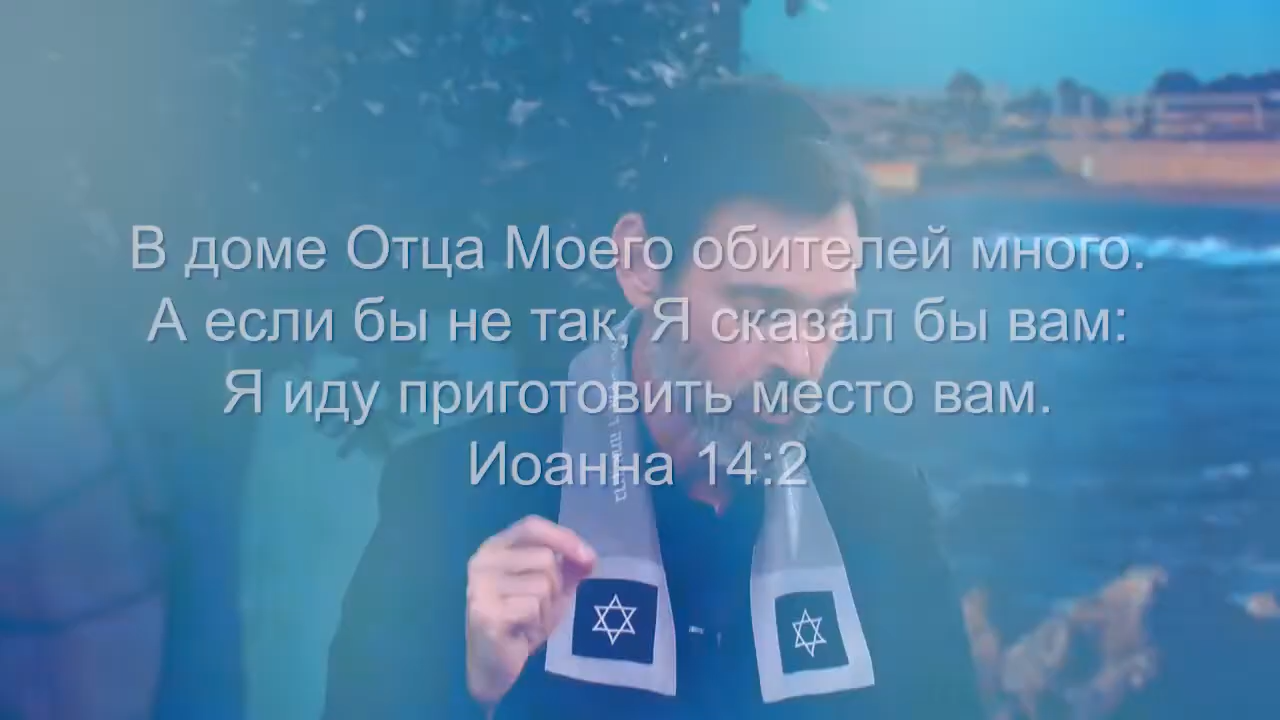 В доме Отца Моего обителей много.
А если бы не так, Я сказал бы вам:
Я иду приготовить место вам.
Иоанна 14:2